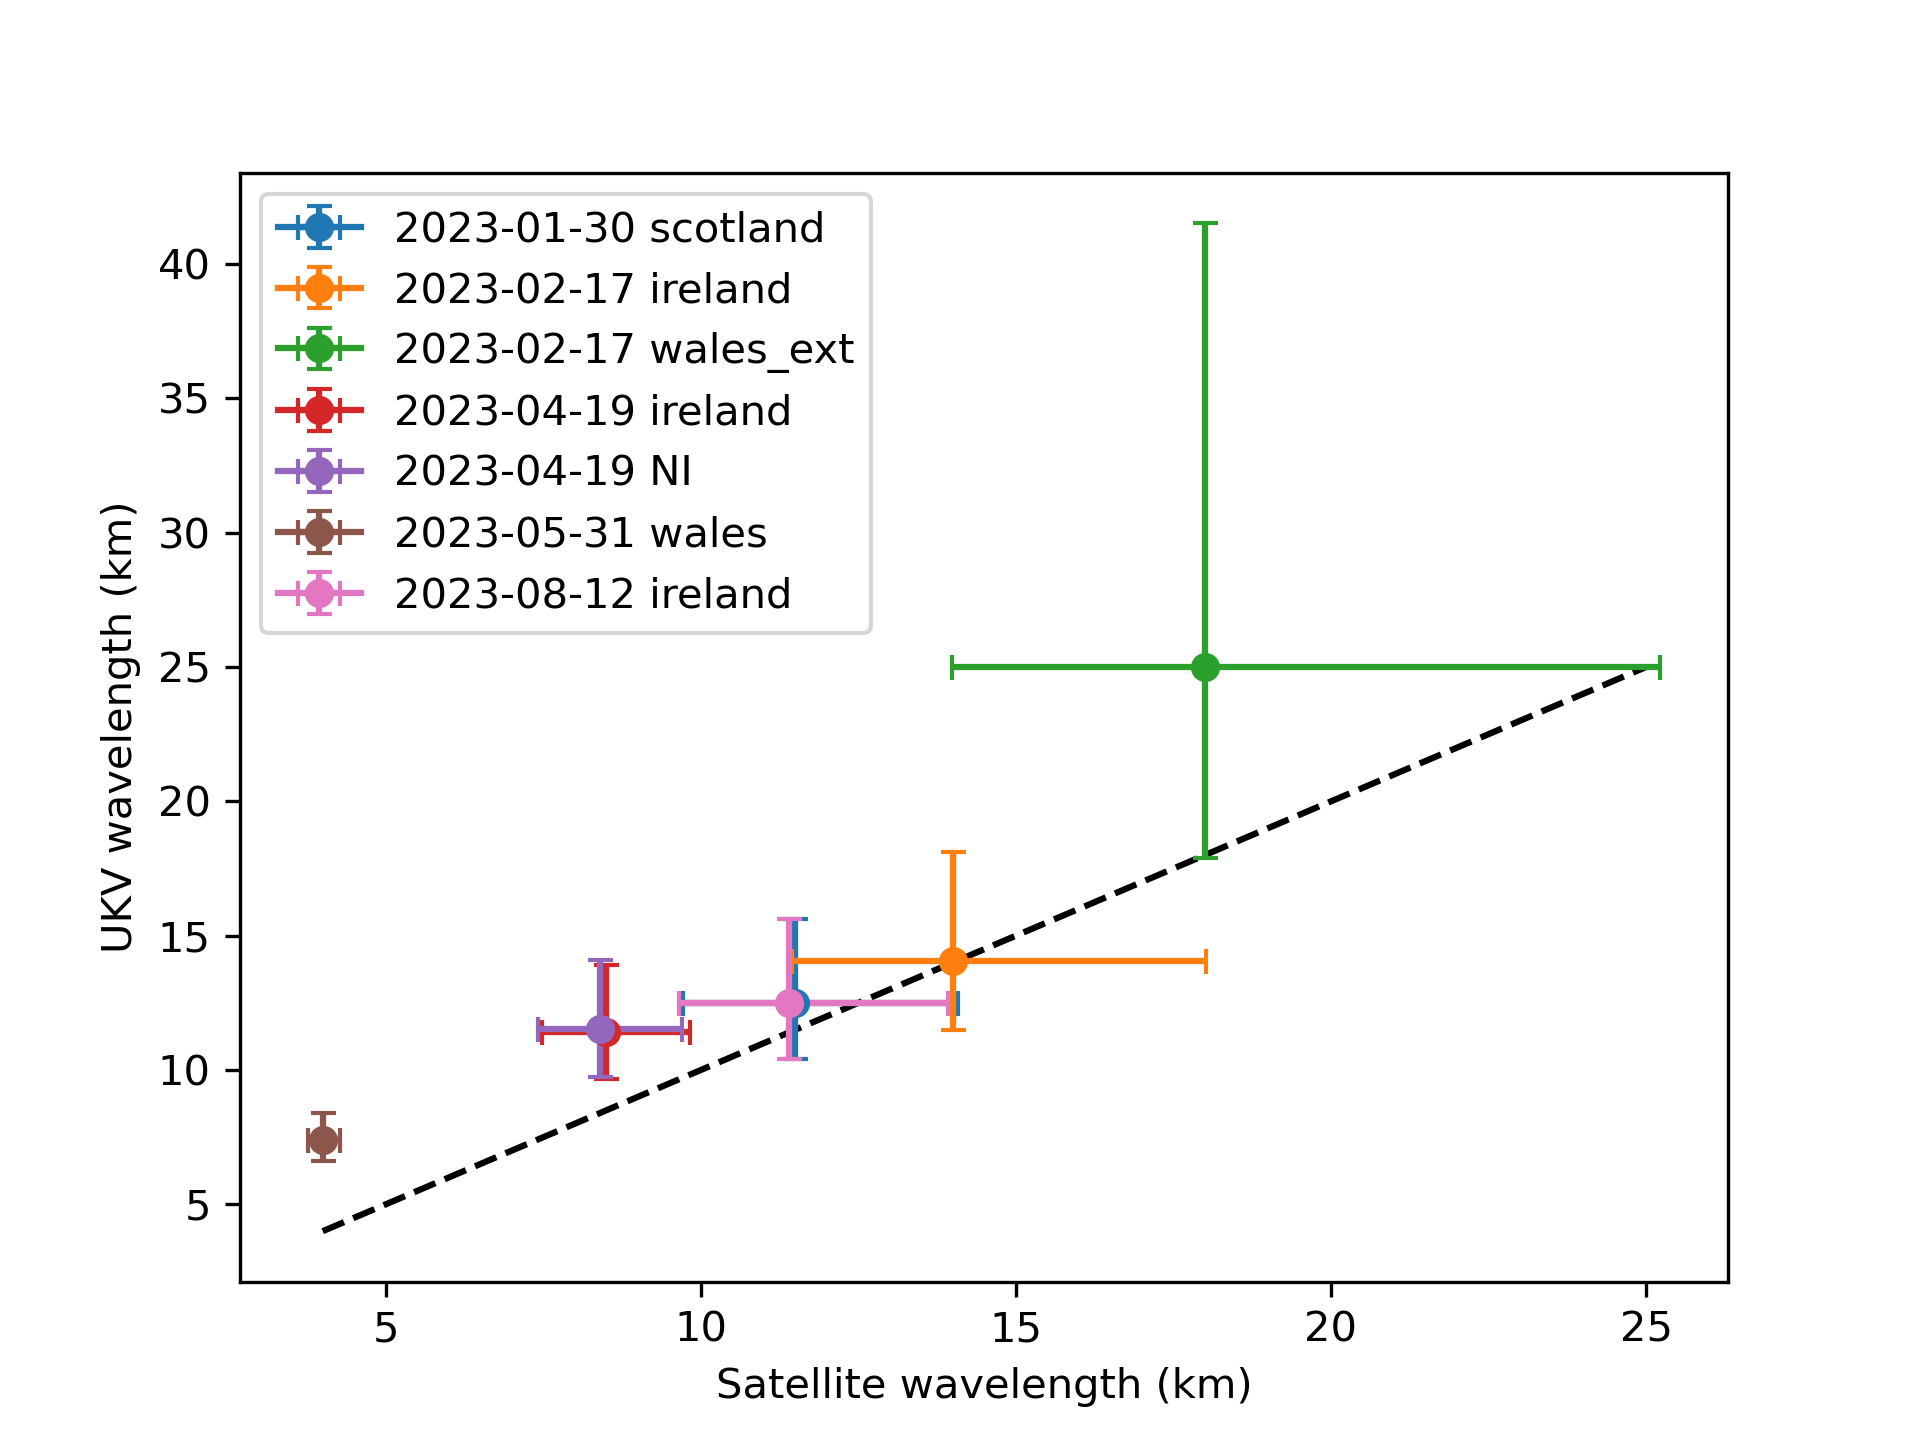 2023-01-30 scotland
2023-02-17 ireland
2023-02-17 wales_ext
2023-04-19 ireland
2023-04-19 NI
2023-05-31 wales
2023-08-12 ireland
UKV wavelength (km)
40
35
30
25
20
15
10
5
5 10 15 20 25
Satellite wavelength (km)